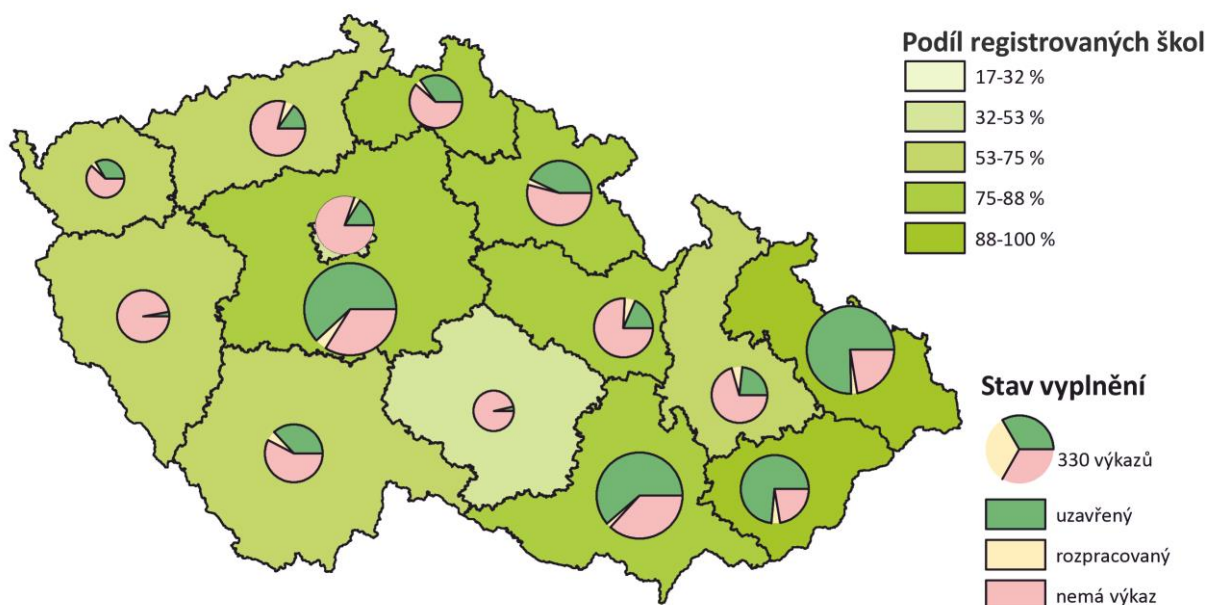 Podíl registrovaných škol
17-32 %
32-53 %
53-75 %
75-88 %
88-100 %
Stav vyplnění
330 výkazů
uzavřený
rozpracovaný
nemá výkaz